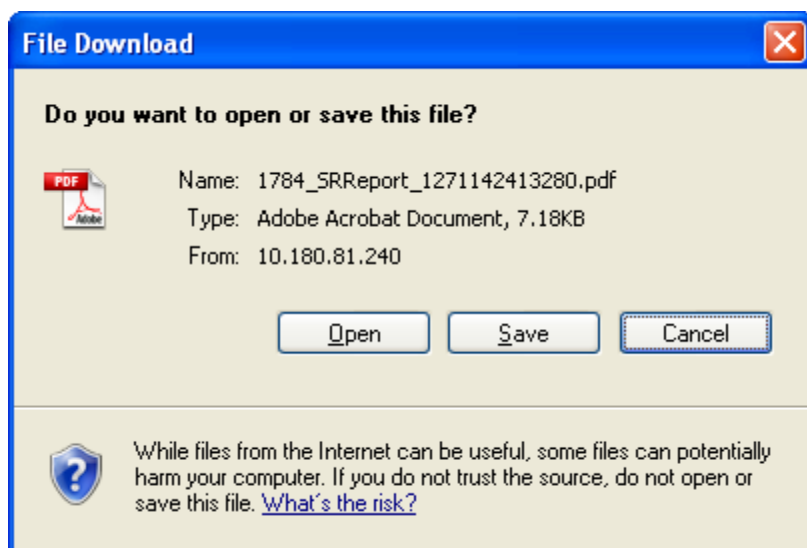 File Download
Do you want to open or save this file?
PDF
Adobe
Name: 1784_SRReport_1271142413280.pdf
Type: Adobe Acrobat Document, 7.18KB
From: 10.180.81.240
Open Save Cancel
While files from the Internet can be useful, some files can potentially
harm your computer. If you do not trust the source, do not open or
save this file. What's the risk?